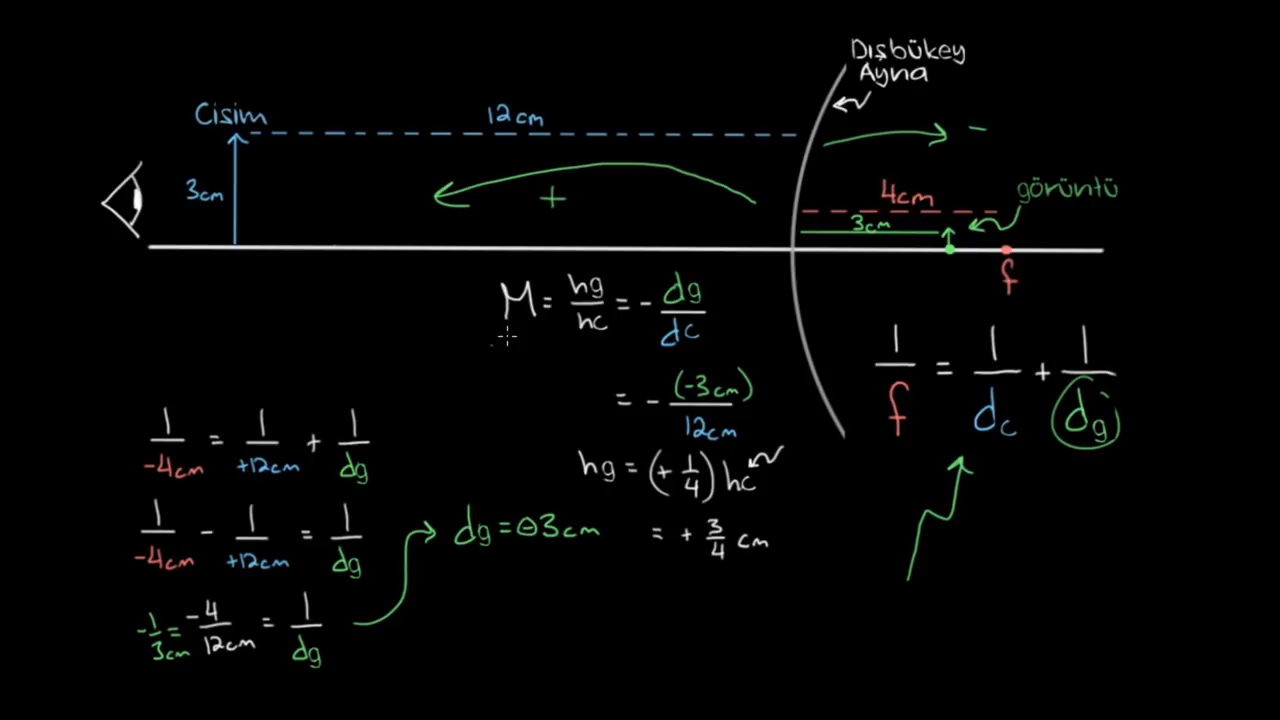 Dışbükey
Ayna
Cisim
12cm
-
3cm
+
4cm
görüntü
3cm
f
M = hg/hc = - dg/dc
1/f = 1/dc + 1/dg
= - (-3cm)/12cm
1/-4cm = 1/+12cm + 1/dg
hg = (+ 1/4) hc
1/-4cm - 1/+12cm = 1/dg
dg = -3cm
= + 3/4 cm
-1/3cm = -4/12cm = 1/dg